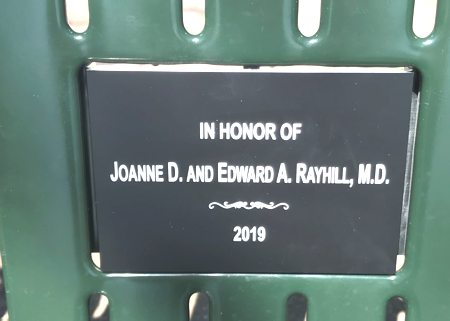 IN HONOR OF
JOANNE D. AND EDWARD A. RAYHILL, M.D.
2019